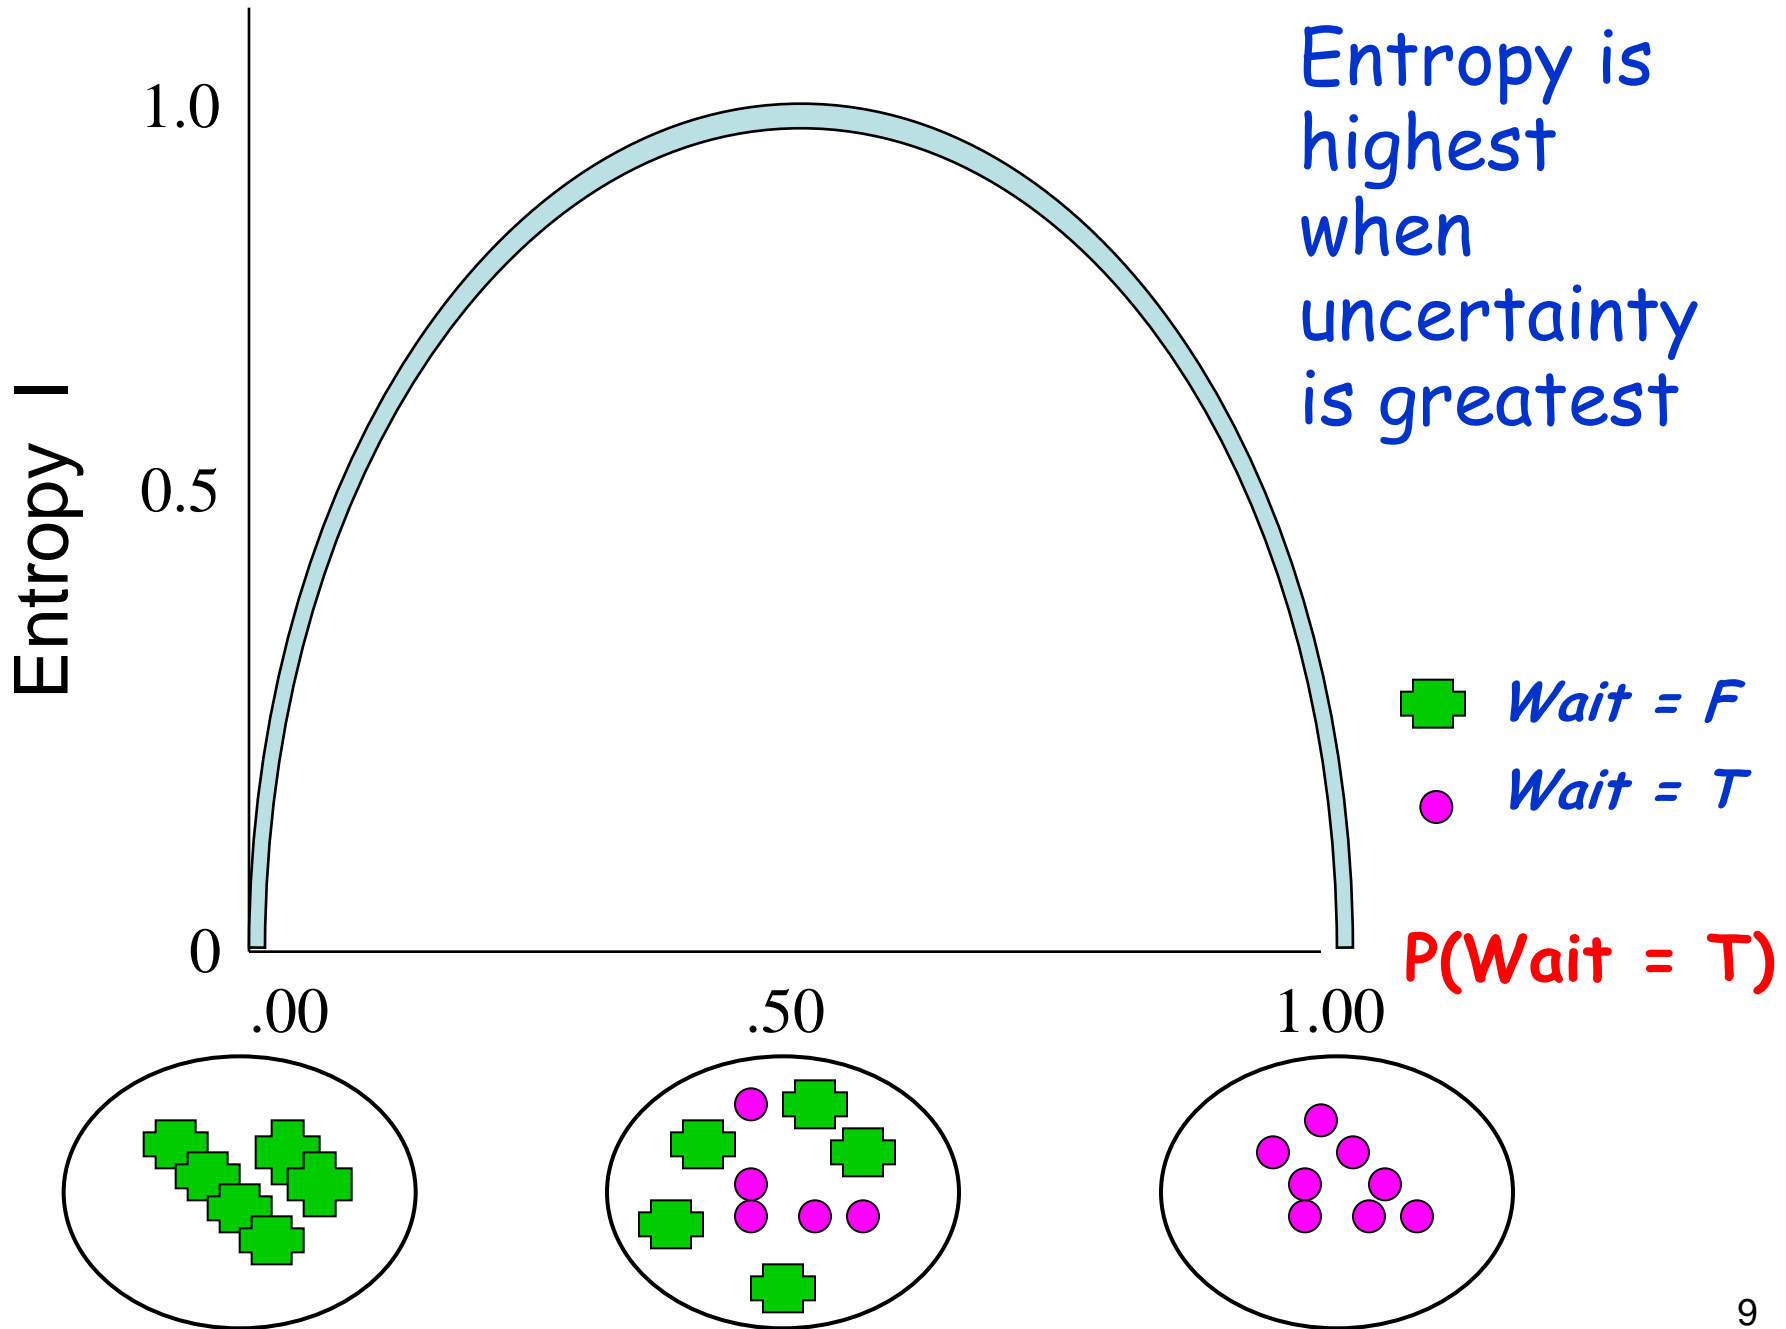 Entropy is
highest
when
uncertainty
is greatest
1.0
0.5
0
Entropy I
Wait = F
Wait = T
P(Wait = T)
.00
.50
1.00
9